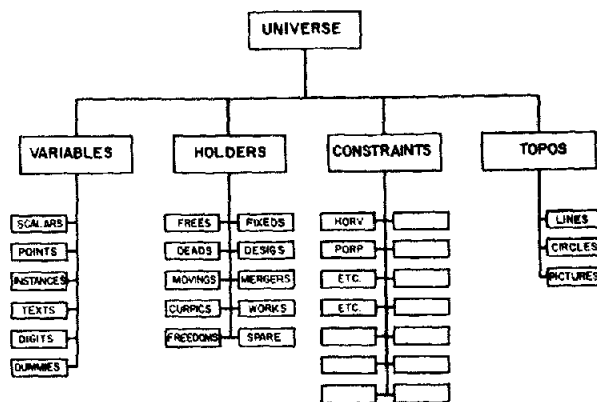 UNIVERSE
VARIABLES
HOLDERS
CONSTRAINTS
TOPOS
SCALARS
POINTS
INSTANCES
TEXTS
DIGITS
DUMMIES
FREES
FIXEDS
DEADS
DESIGS
MOVINGS
MERGERS
CURPICS
WORKS
FREEDOMS
SPARE
HORV
PORP
ETC.
ETC.
LINES
CIRCLES
PICTURES